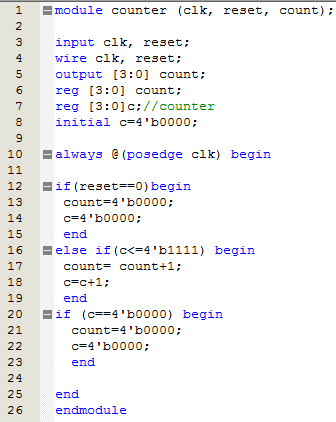 1 module counter (clk, reset, count);
2
3 input clk, reset;
4 wire clk, reset;
5 output [3:0] count;
6 reg [3:0] count;
7 reg [3:0]c;//counter
8 initial c=4'b0000;
9
10 always @(posedge clk) begin
11
12 if(reset==0)begin
13 count=4'b0000;
14 c=4'b0000;
15 end
16 else if(c<=4'b1111) begin
17 count= count+1;
18 c=c+1;
19 end
20 if (c==4'b0000) begin
21 count=4'b0000;
22 c=4'b0000;
23 end
24
25 end
26 endmodule